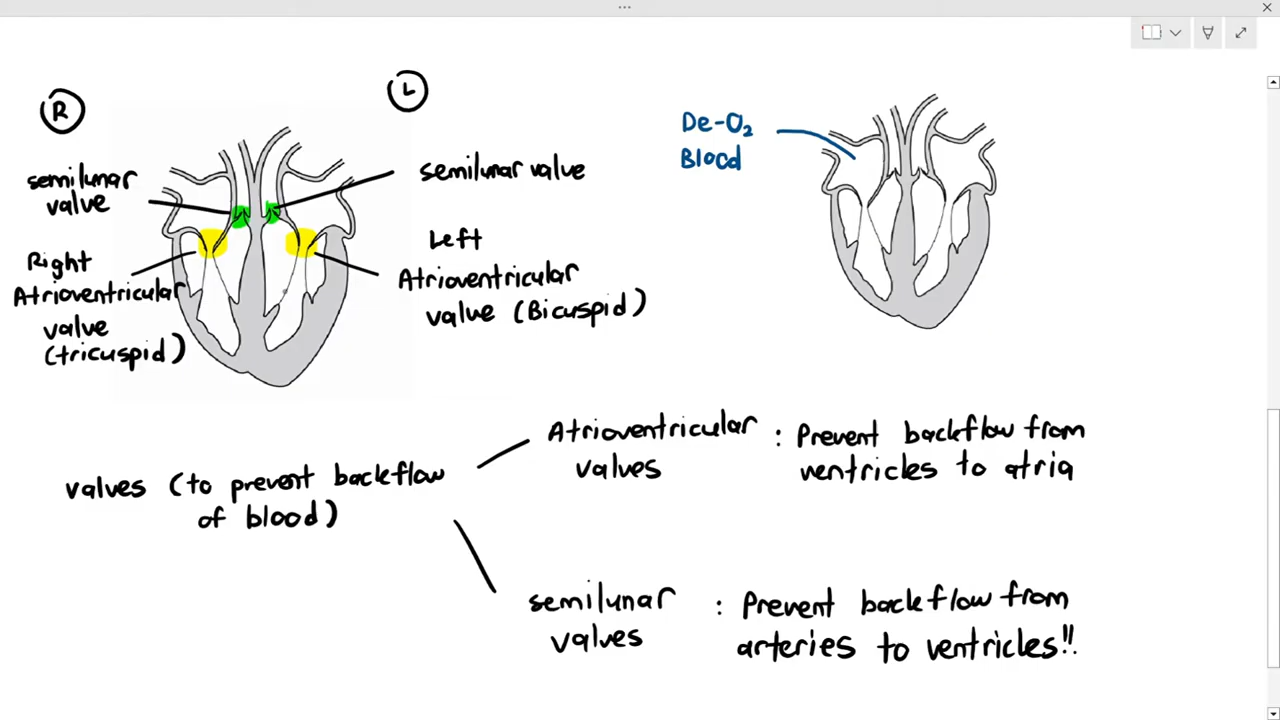 R
L
semilunar
valve
semilunar valve
Right
Atrioventricular
valve
(tricuspid)
Left
Atrioventricular
valve (Bicuspid)
De-O₂
Blood
valves (to prevent backflow
of blood)
Atrioventricular
valves
: Prevent backflow from
ventricles to atria
semilunar
valves
: Prevent backflow from
arteries to ventricles!!